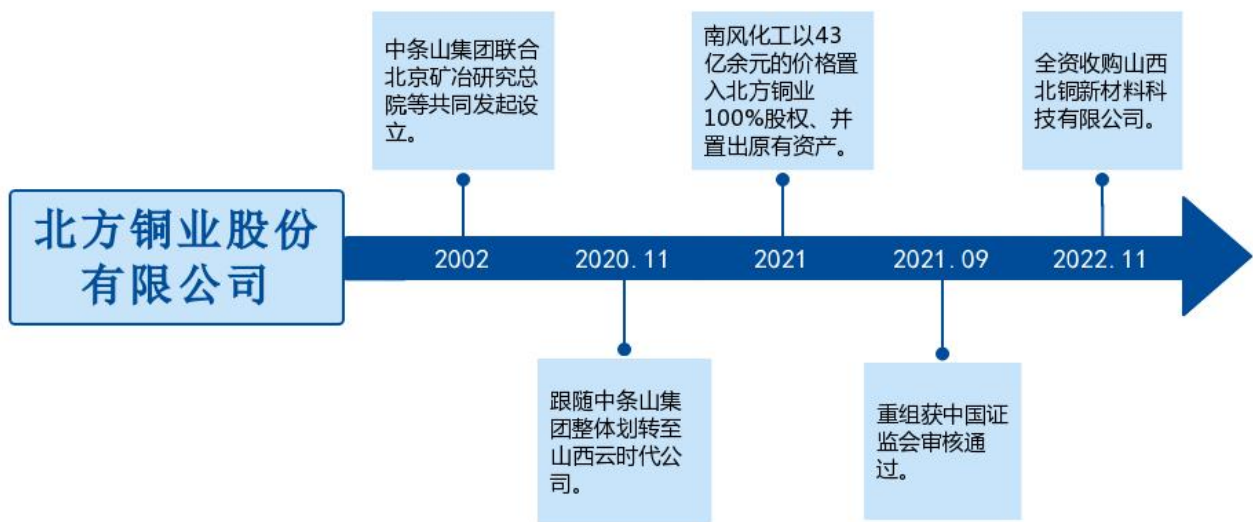 北方铜业股份
有限公司
中条山集团联合
北京矿冶研究总
院等共同发起设
立。
2002
2020.11
跟随中条山集
团整体划转至
山西云时代公
司。
南风化工以43
亿余元的价格置
入北方铜业
100%股权、并
置出原有资产。
2021
2021.09
重组获中国证
监会审核通
过。
全资收购山西
北铜新材料科
技有限公司。
2022.11